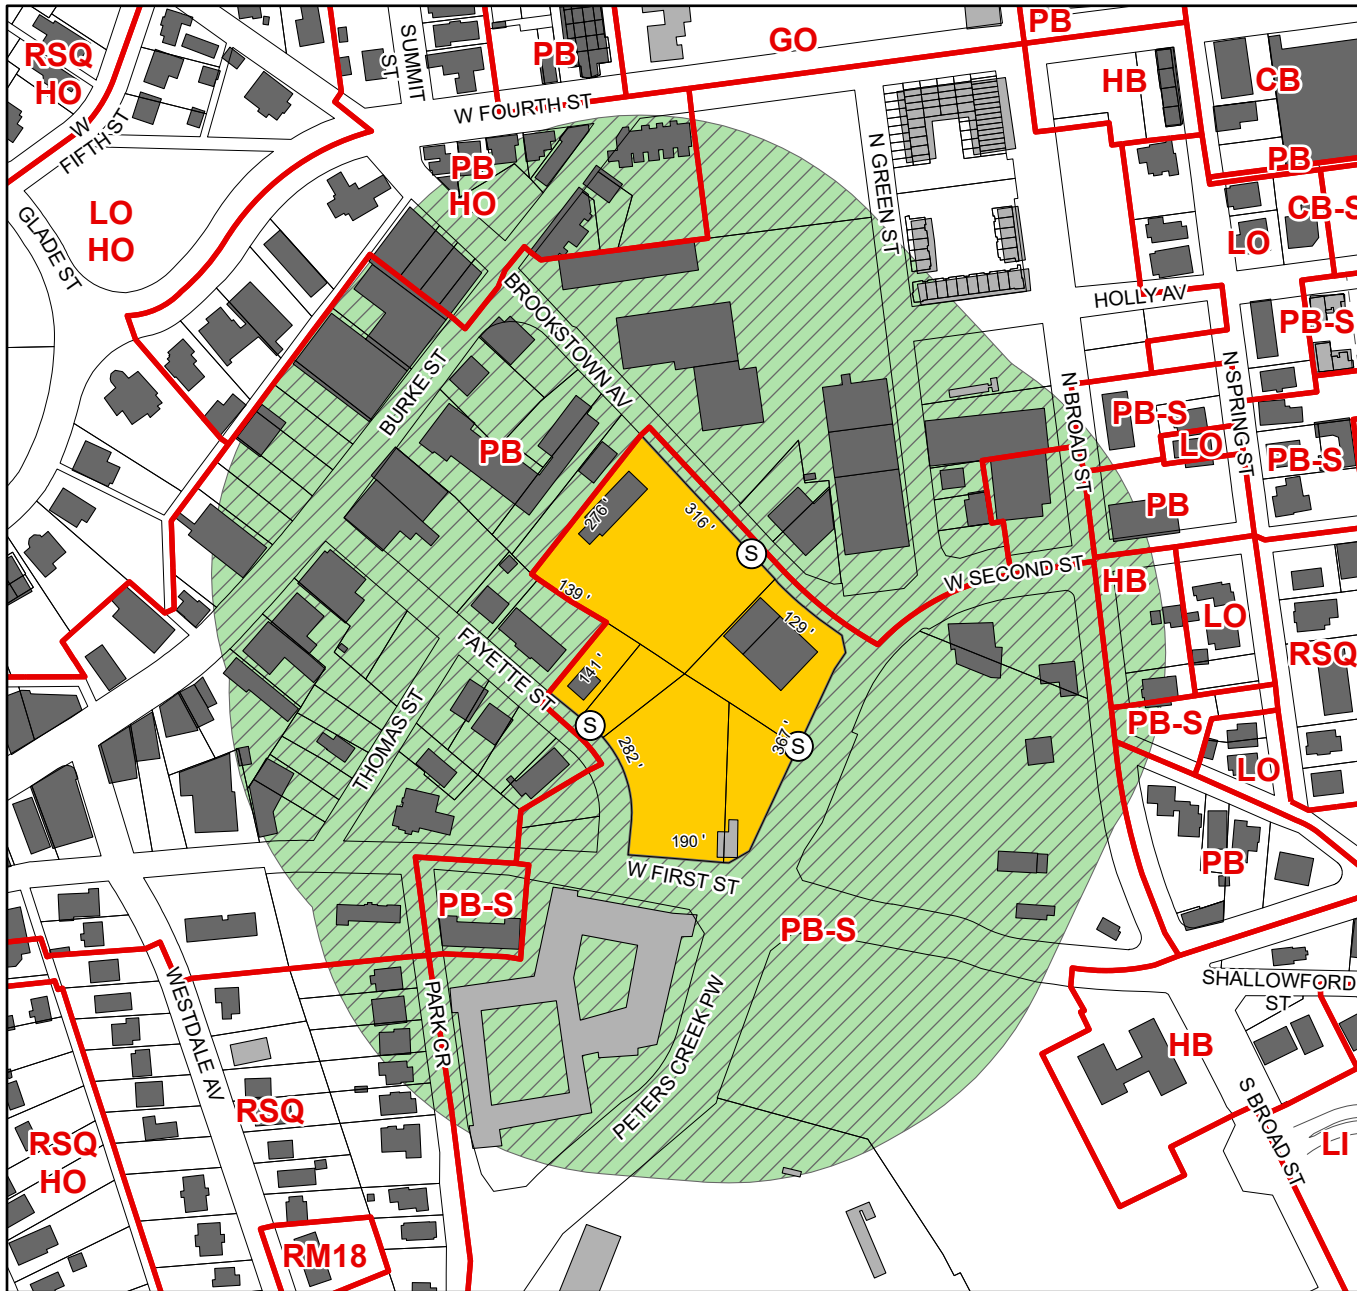 RSQ
HO
SUMMIT
ST
PB
GO
PB
HB
CB
W
FIFTH ST
W FOURTH ST
PB
HO
N GREEN ST
PB
LO
HO
CB-S
LO
GLADE ST
BROOKSTOWN AV
HOLLY AV
PB-S
BURKE ST
N BROAD ST
N SPRING ST
PB-S
LO
PB-S
PB
276 '
316 '
PB
S
139 '
W SECOND ST
HB
LO
129 '
FAYETTE ST
141 '
RSQ
THOMAS ST
S
282 '
367 '
S
PB-S
LO
190 '
W FIRST ST
PB
PB-S
PB-S
WESTDALE AV
PARK CR
PETERS CREEK PW
SHALLOWFORD
ST
HB
RSQ
S BROAD ST
RSQ
HO
LI
RM18